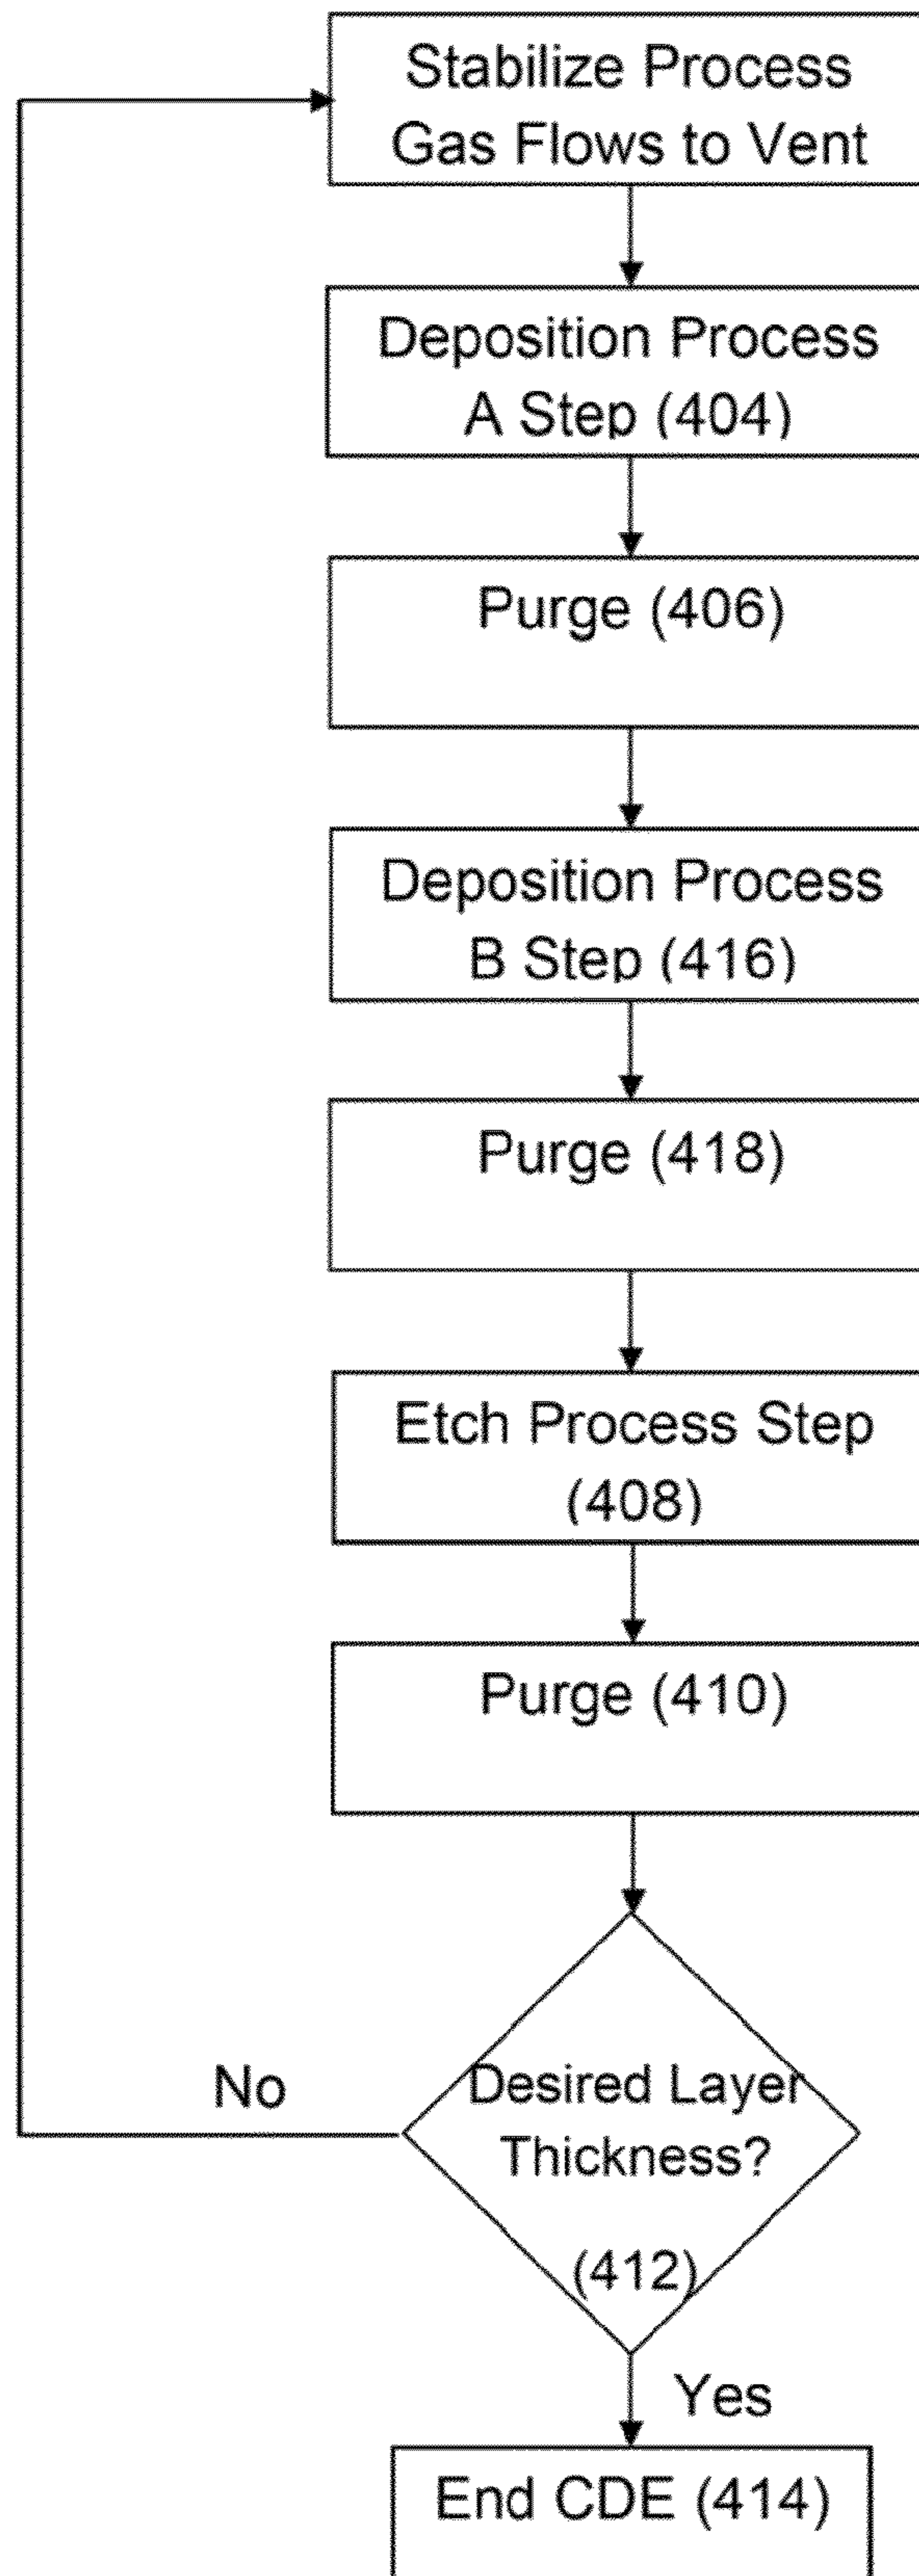 Stabilize Process
Gas Flows to Vent
Deposition Process
A Step (404)
Purge (406)
Deposition Process
B Step (416)
Purge (418)
Etch Process Step
(408)
Purge (410)
Desired Layer
Thickness?
(412)
No
Yes
End CDE (414)